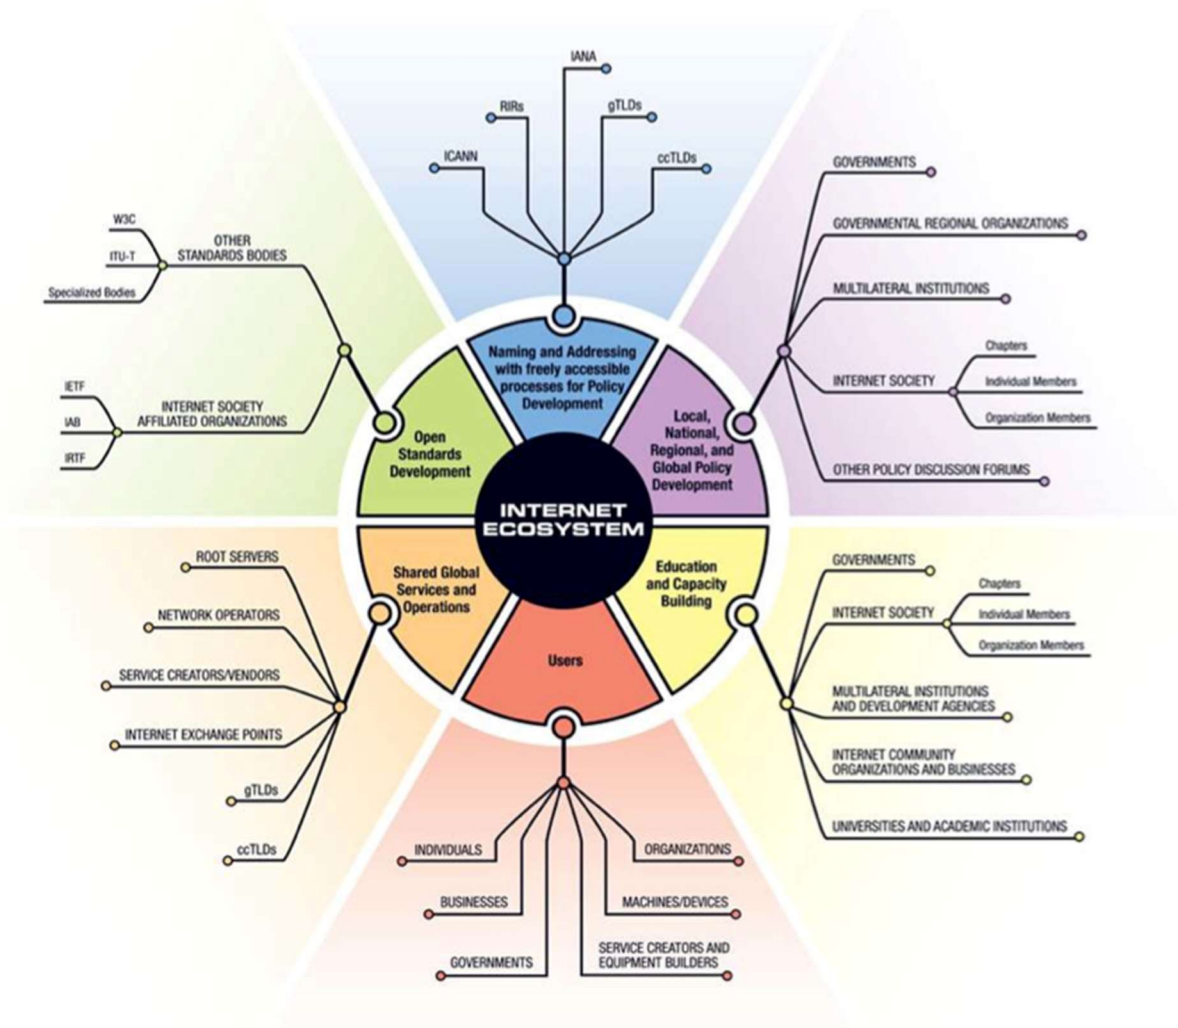 IANA
RIRs
gTLDs
ICANN
ccTLDs
W3C
OTHER
STANDARDS BODIES
ITU-T
Specialized Bodies
IETF
INTERNET SOCIETY
AFFILIATED ORGANIZATIONS
IAB
IRTF
GOVERNMENTS
GOVERNMENTAL REGIONAL ORGANIZATIONS
MULTILATERAL INSTITUTIONS
INTERNET SOCIETY
Chapters
Individual Members
Organization Members
OTHER POLICY DISCUSSION FORUMS
Naming and Addressing
with freely accessible
processes for Policy
Development
Open
Standards
Development
Local,
National,
Regional, and
Global Policy
Development
INTERNET
ECOSYSTEM
Shared Global
Services and
Operations
Education
and Capacity
Building
Users
ROOT SERVERS
NETWORK OPERATORS
SERVICE CREATORS/VENDORS
INTERNET EXCHANGE POINTS
gTLDs
ccTLDs
GOVERNMENTS
INTERNET SOCIETY
Chapters
Individual Members
Organization Members
MULTILATERAL INSTITUTIONS
AND DEVELOPMENT AGENCIES
INTERNET COMMUNITY
ORGANIZATIONS AND BUSINESSES
UNIVERSITIES AND ACADEMIC INSTITUTIONS
INDIVIDUALS
ORGANIZATIONS
BUSINESSES
MACHINES/DEVICES
GOVERNMENTS
SERVICE CREATORS AND
EQUIPMENT BUILDERS